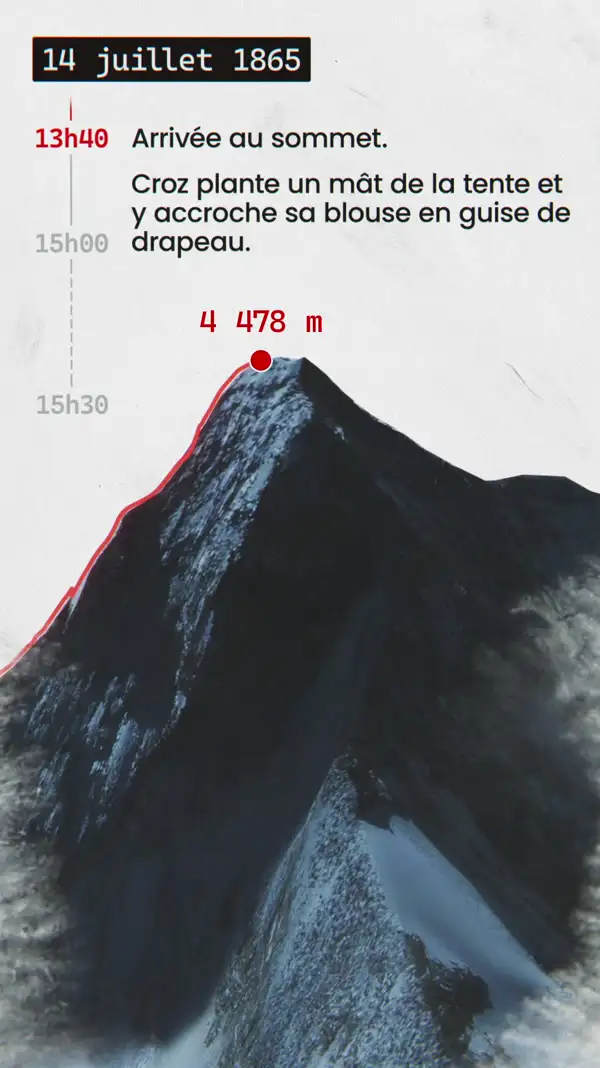 14 juillet 1865
13h40
Arrivée au sommet.
Croz plante un mât de la tente et
y accroche sa blouse en guise de
15h00
drapeau.
4 478 m
15h30